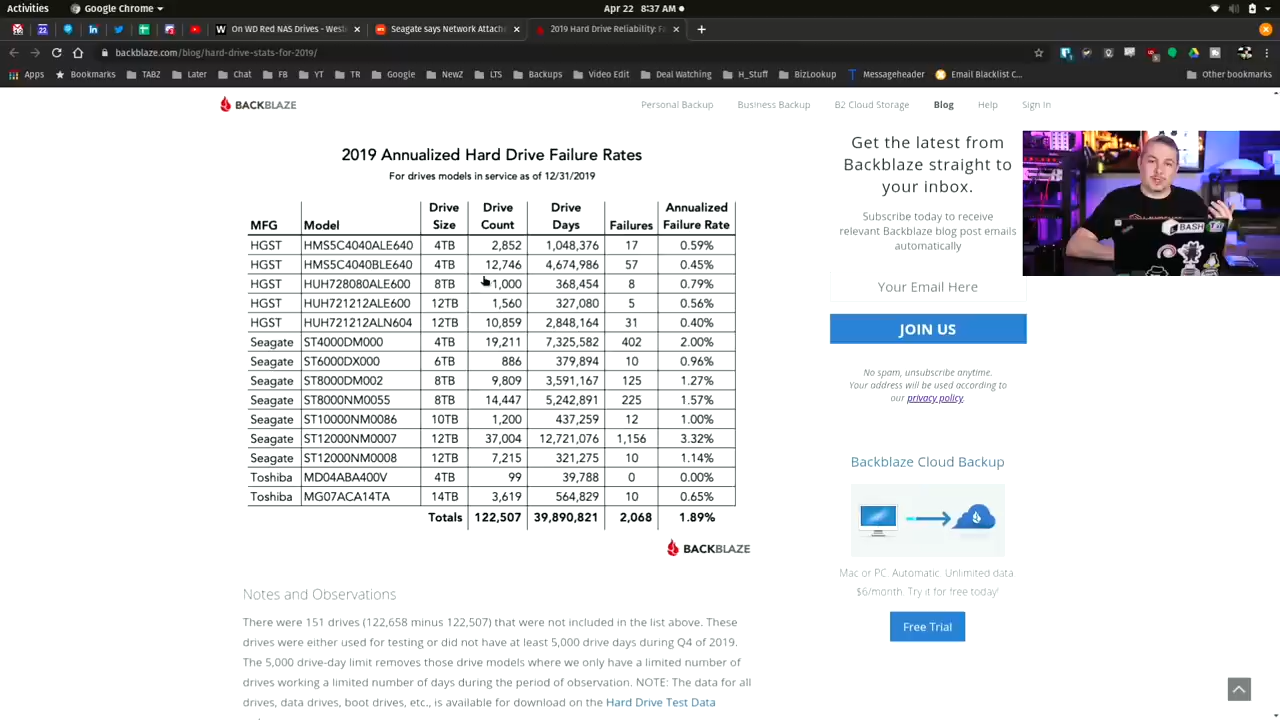 Activities
Google Chrome
Apr 22 8:37 AM
On WD Red NAS Drives - West
Seagate says Network Attach
2019 Hard Drive Reliability: F
backblaze.com/blog/hard-drive-stats-for-2019/
Apps Bookmarks TABZ Later Chat FB YT TR Google NewZ LTS Backups Video Edit Deal Watching H_Stuff BizLookup Messageheader Email Blacklist C... Other bookmarks
BACKBLAZE
Personal Backup Business Backup B2 Cloud Storage Blog Help Sign In
2019 Annualized Hard Drive Failure Rates
For drives models in service as of 12/31/2019
MFG Model Drive Size Drive Count Drive Days Failures Annualized Failure Rate
HGST HMS5C4040ALE640 4TB 2,852 1,048,376 17 0.59%
HGST HMS5C4040BLE640 4TB 12,746 4,674,986 57 0.45%
HGST HUH728080ALE600 8TB 1,000 368,454 8 0.79%
HGST HUH721212ALE600 12TB 1,560 327,080 5 0.56%
HGST HUH721212ALN604 12TB 10,859 2,848,164 31 0.40%
Seagate ST4000DM000 4TB 19,211 7,325,582 402 2.00%
Seagate ST6000DX000 6TB 886 379,894 10 0.96%
Seagate ST8000DM002 8TB 9,809 3,591,167 125 1.27%
Seagate ST8000NM0055 8TB 14,447 5,242,891 225 1.57%
Seagate ST10000NM0086 10TB 1,200 437,259 12 1.00%
Seagate ST12000NM0007 12TB 37,004 12,721,076 1,156 3.32%
Seagate ST12000NM0008 12TB 7,215 321,275 10 1.14%
Toshiba MD04ABA400V 4TB 99 39,788 0 0.00%
Toshiba MG07ACA14TA 14TB 3,619 564,829 10 0.65%
Totals 122,507 39,890,821 2,068 1.89%
BACKBLAZE
Notes and Observations
There were 151 drives (122,658 minus 122,507) that were not included in the list above. These
drives were either used for testing or did not have at least 5,000 drive days during Q4 of 2019.
The 5,000 drive-day limit removes those drive models where we only have a limited number of
drives working a limited number of days during the period of observation. NOTE: The data for all
drives, data drives, boot drives, etc., is available for download on the Hard Drive Test Data
Get the latest from
Backblaze straight to
your inbox.
Subscribe today to receive
relevant Backblaze blog post emails
automatically
Your Email Here
JOIN US
No spam, unsubscribe anytime.
Your address will be used according to
our privacy policy.
Backblaze Cloud Backup
Mac or PC. Automatic. Unlimited data
$6/month. Try it for free today!
Free Trial
BASH